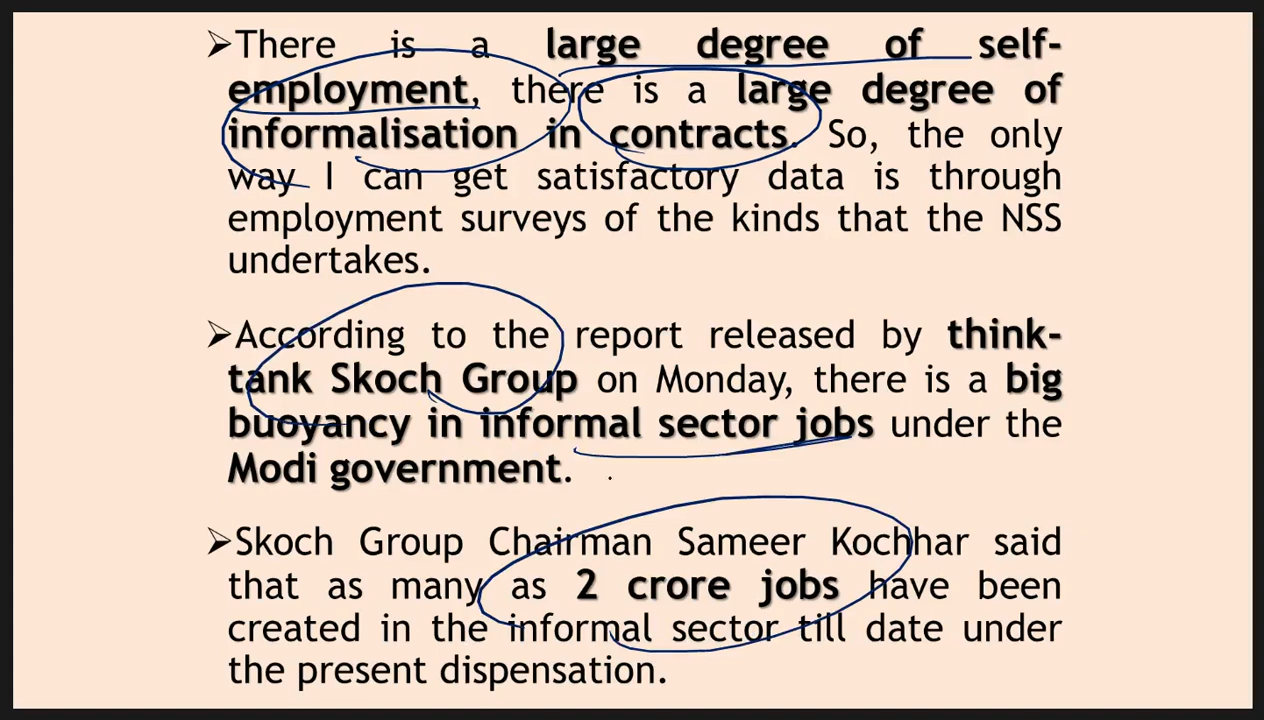 ➢There is a large degree of self-
employment, there is a large degree of
informalisation in contracts. So, the only
way I can get satisfactory data is through
employment surveys of the kinds that the NSS
undertakes.
➢According to the report released by think-
tank Skoch Group on Monday, there is a big
buoyancy in informal sector jobs under the
Modi government.
➢Skoch Group Chairman Sameer Kochhar said
that as many as 2 crore jobs have been
created in the informal sector till date under
the present dispensation.